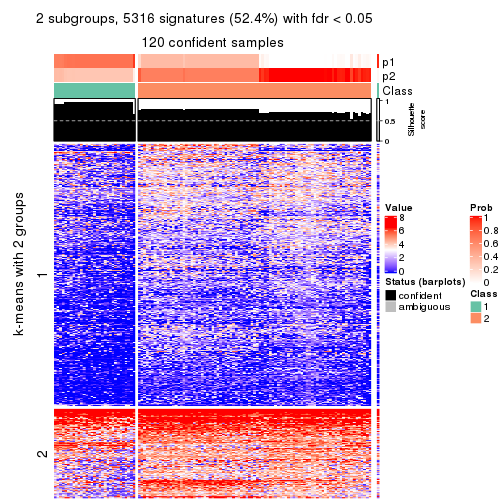 2 subgroups, 5316 signatures (52.4%) with fdr < 0.05
120 confident samples
p1
p2
Class
1
0.5
0
Silhouette
score
k-means with 2 groups
1
2
Value
8
6
4
2
0
Status (barplots)
confident
ambiguous
Prob
1
0.8
0.6
0.4
0.2
0
Class
1
2